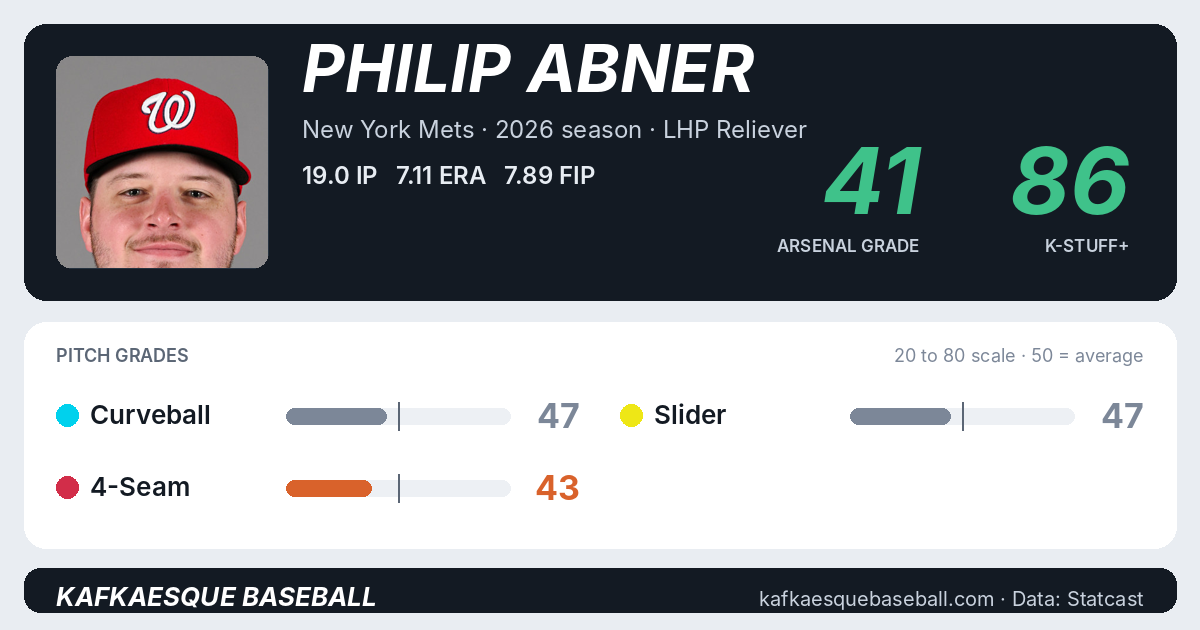 PHILIP ABNER
New York Mets · 2026 season · LHP Reliever
19.0 IP 7.11 ERA 7.89 FIP
W
41
ARSENAL GRADE
86
K-STUFF+
PITCH GRADES
20 to 80 scale · 50 = average
Curveball 47
Slider 47
4-Seam 43
KAFKAESQUE BASEBALL
kafkaesquebaseball.com · Data: Statcast